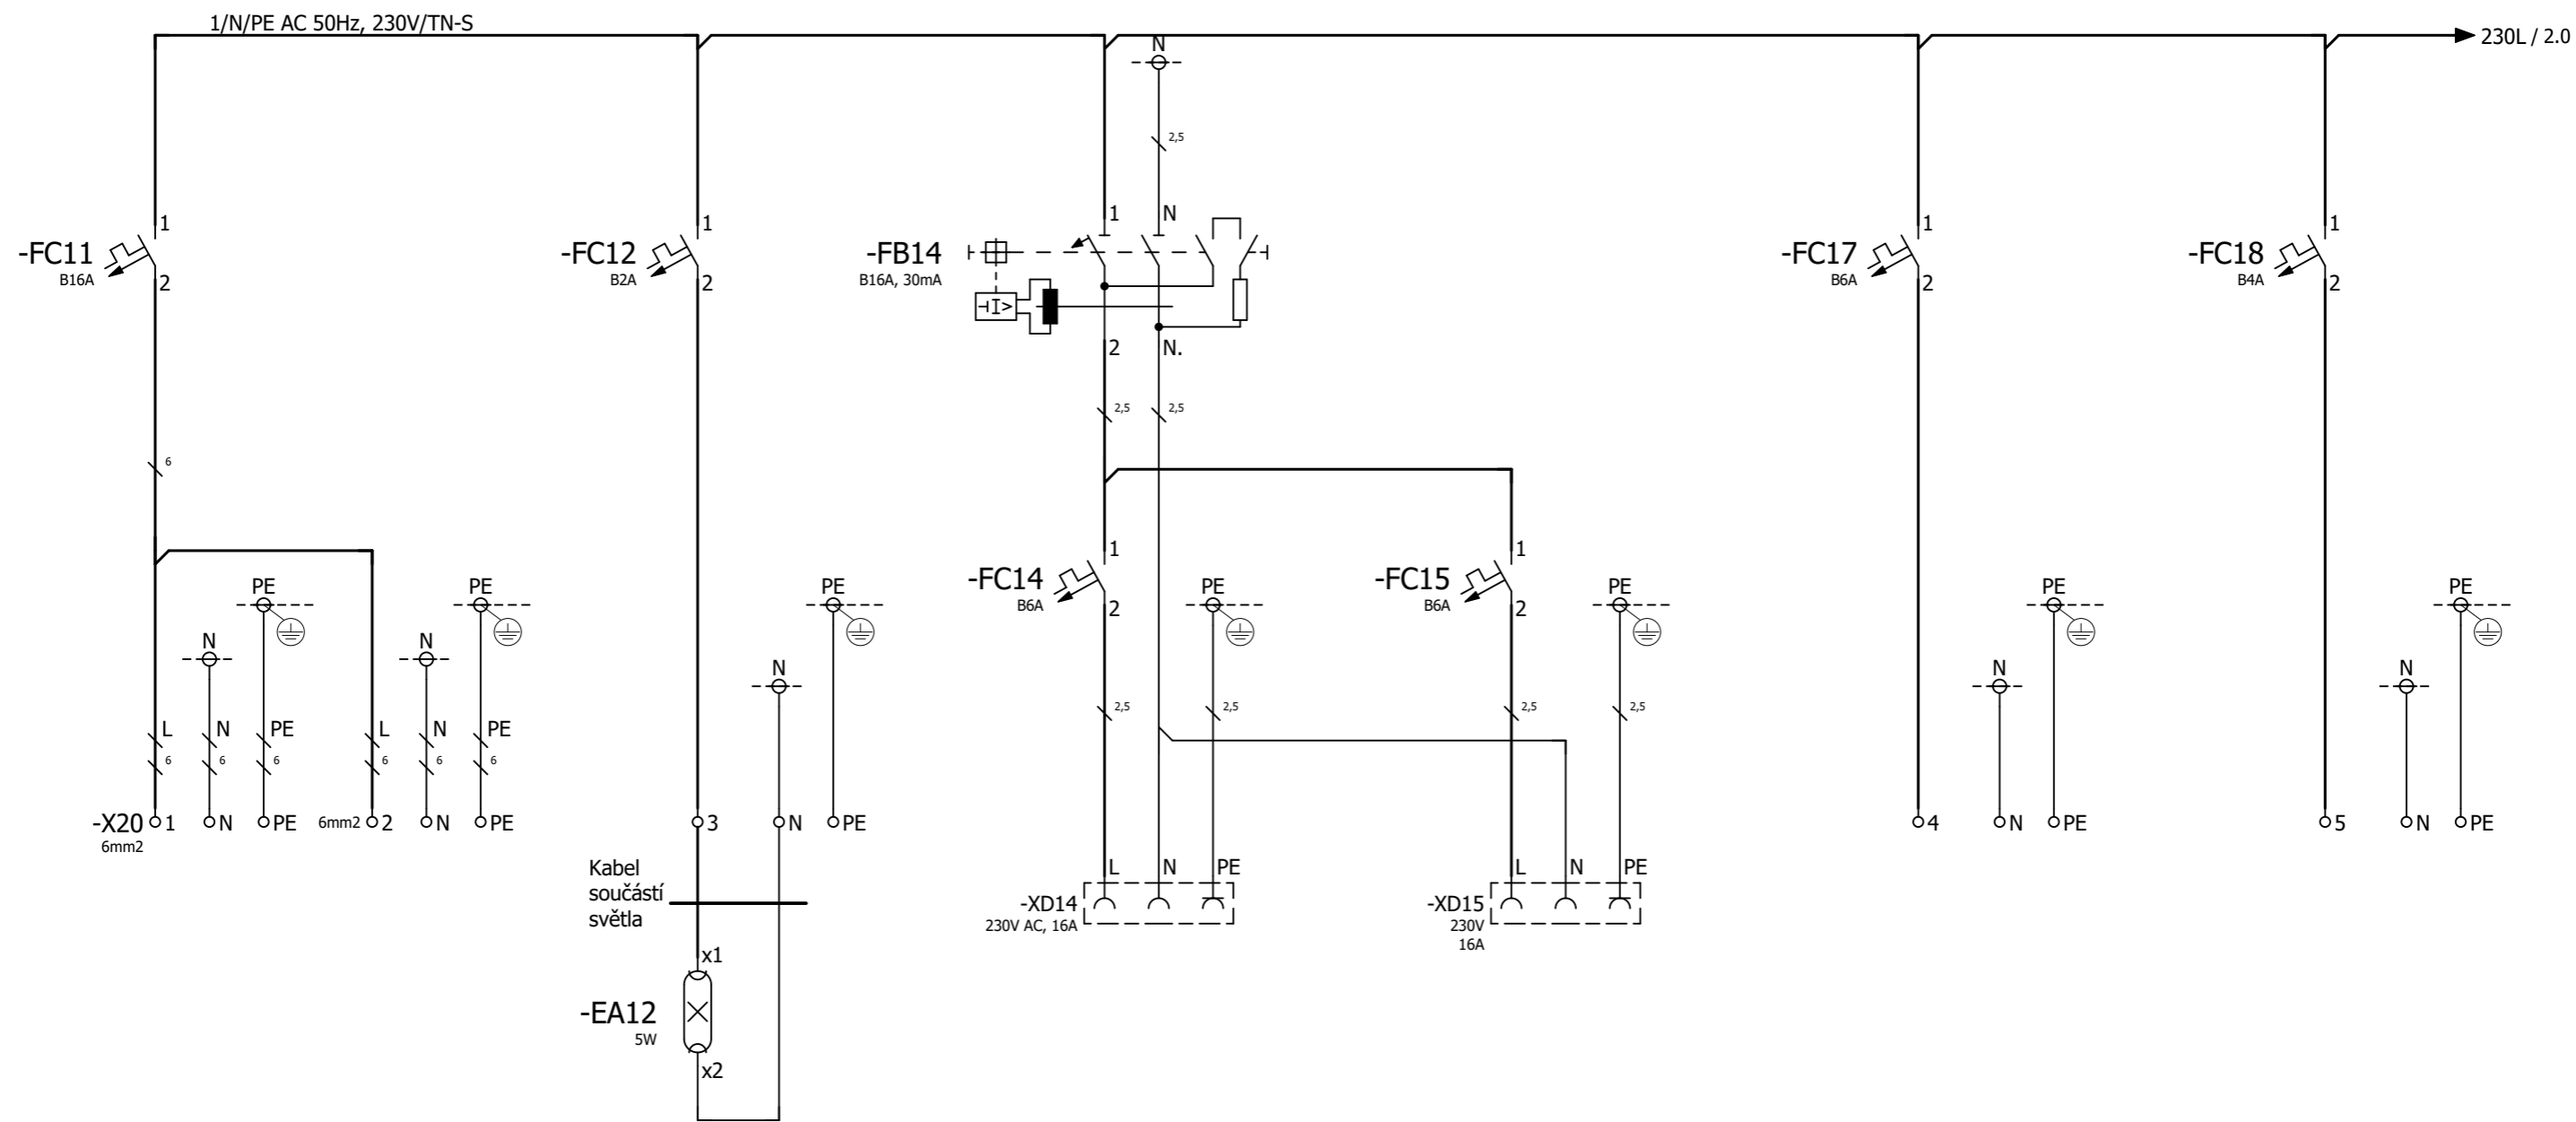 1/N/PE AC 50Hz, 230V/TN-S
230L / 2.0
N
2,5
1
-FC11
B16A
2
1
-FC12
B2A
2
1
N
-FB14
B16A, 30mA
I>
2
N.
1
-FC17
B6A
2
1
-FC18
B4A
2
2,5
2,5
6
1
-FC14
B6A
2
1
-FC15
B6A
2
PE
PE
PE
PE
PE
PE
PE
N
N
N
N
N
2,5
2,5
2,5
2,5
L
N
PE
L
N
PE
6
6
6
6
6
6
-X20
6mm2
1
N
PE
6mm2
2
N
PE
3
N
PE
4
N
PE
5
N
PE
Kabel
součástí
světla
L
N
PE
-XD14
230V AC, 16A
L
N
PE
-XD15
230V
16A
x1
-EA12
5W
x2